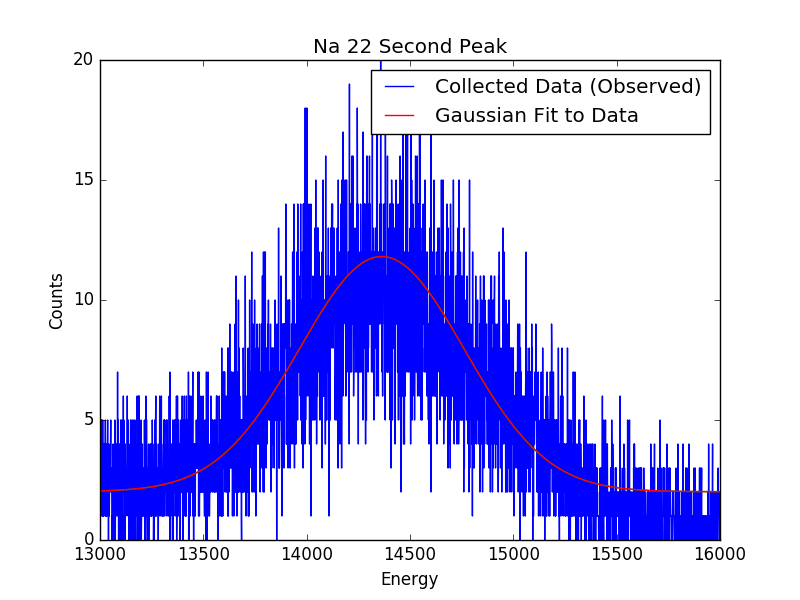 Na 22 Second Peak
Collected Data (Observed)
Gaussian Fit to Data
20
15
10
5
0
Counts
13000 13500 14000 14500 15000 15500 16000
Energy